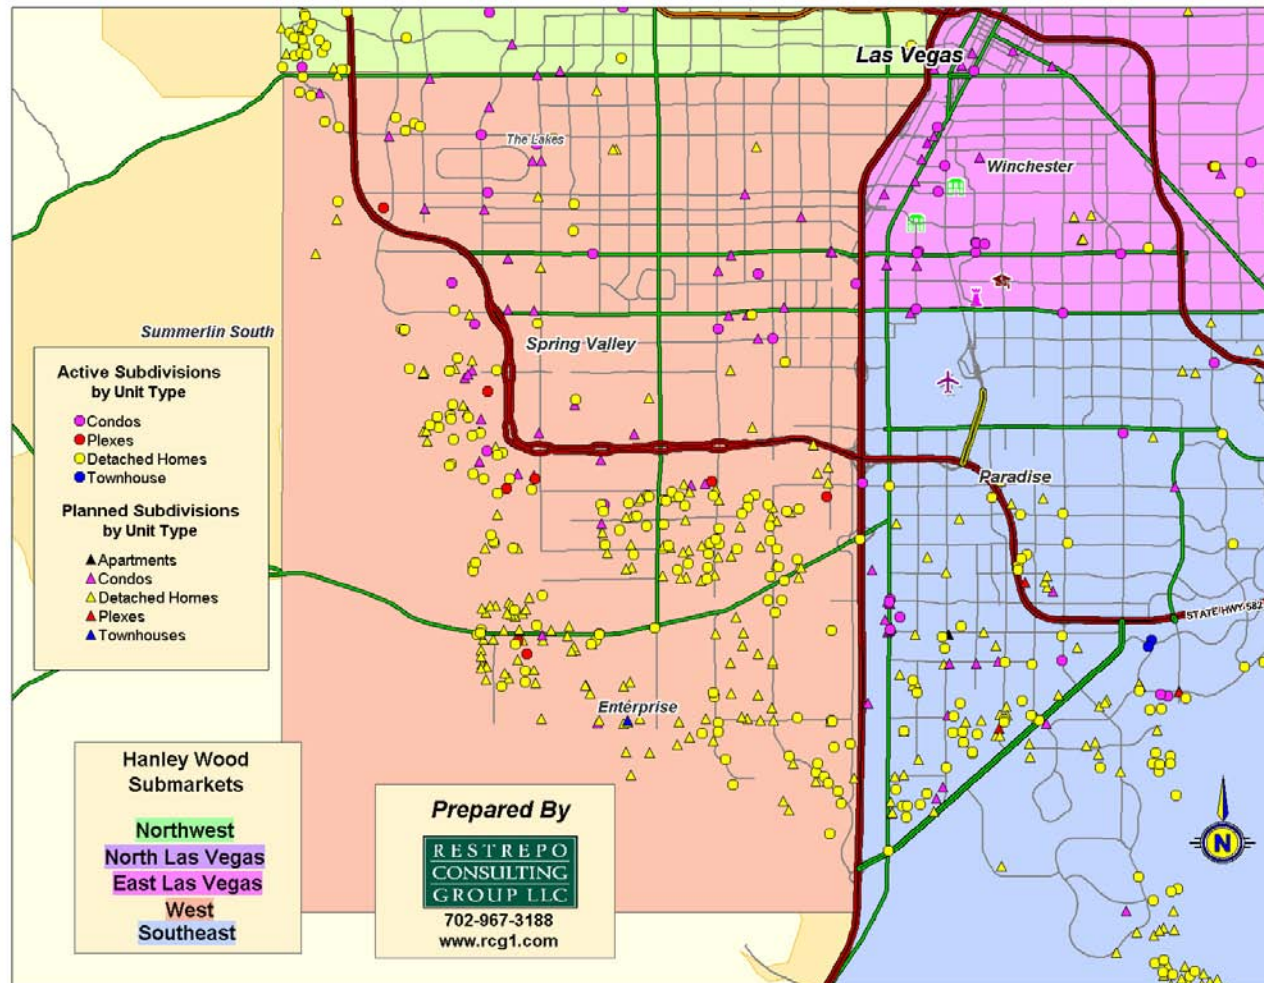 Las Vegas
The Lakes
Winchester
Summerlin South
Spring Valley
Active Subdivisions
by Unit Type
Condos
Plexes
Detached Homes
Townhouse
Planned Subdivisions
by Unit Type
Apartments
Condos
Detached Homes
Plexes
Townhouses
Paradise
STATE HWY 582
Enterprise
Hanley Wood
Submarkets
Northwest
North Las Vegas
East Las Vegas
West
Southeast
Prepared By
RESTREPO
CONSULTING
GROUP LLC
702-967-3188
www.rcg1.com
N